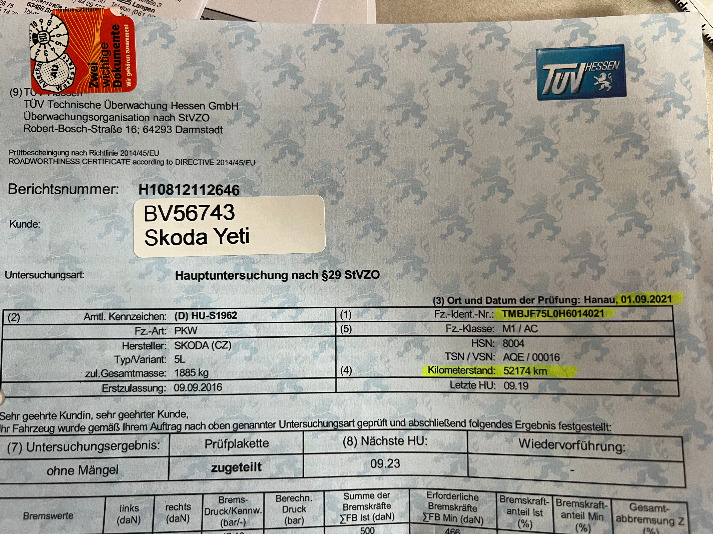 Zwei
wichtige
Dokumente
TÜV HESSEN
(9)
TÜV Technische Überwachung Hessen GmbH
Überwachungsorganisation nach StVZO
Robert-Bosch-Straße 16; 64293 Darmstadt
Prüfbescheinigung nach Richtlinie 2014/45/EU
ROADWORTHINESS CERTIFICATE according to DIRECTIVE 2014/45/EU
Berichtsnummer: H10812112646
Kunde: BV56743
Skoda Yeti
Untersuchungsart: Hauptuntersuchung nach §29 StVZO
(3) Ort und Datum der Prüfung: Hanau, 01.09.2021
(2) Amtl. Kennzeichen: (D) HU-S1962 (1) Fz.-Ident.-Nr.: TMBJF75L0H6014021
Fz.-Art: PKW (5) Fz.-Klasse: M1 / AC
Hersteller: SKODA (CZ) HSN: 8004
Typ/Variant: 5L TSN / VSN: AQE / 00016
zul.Gesamtmasse: 1885 kg (4) Kilometerstand: 52174 km
Erstzulassung: 09.09.2016 Letzte HU: 09.19
Sehr geehrte Kundin, sehr geehrter Kunde,
Ihr Fahrzeug wurde gemäß Ihrem Auftrag nach oben genannter Untersuchungsart geprüft und abschließend folgendes Ergebnis festgestellt:
(7) Untersuchungsergebnis: Prüfplakette (8) Nächste HU: Wiedervorführung:
ohne Mängel zugeteilt 09.23 -
Bremswerte links (daN) rechts (daN) Brems-Druck/Kennw. (bar/-) Berechn. Druck (bar) Summe der Bremskräfte ∑FB Ist (daN) Erforderliche Bremskräfte ∑FB Min (daN) Bremskraft-anteil Ist (%) Bremskraft-anteil Min (%) Gesamt-abbremsung Z (%)
500